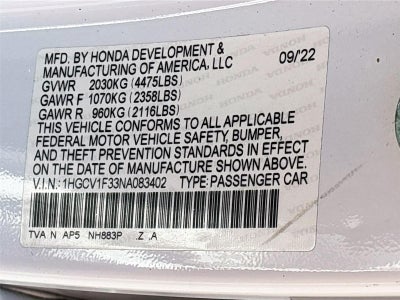 MFD. BY HONDA DEVELOPMENT &
MANUFACTURING OF AMERICA, LLC 09/22
GVWR 2030KG (4475LBS)
GAWR F 1070KG (2358LBS)
GAWR R 960KG (2116LBS)
THIS VEHICLE CONFORMS TO ALL APPLICABLE
FEDERAL MOTOR VEHICLE SAFETY, BUMPER,
AND THEFT PREVENTION STANDARDS IN EFFECT
ON THE DATE OF MANUFACTURE SHOWN ABOVE.
V.I.N.: 1HGCV1F33NA083402 TYPE:PASSENGER CAR
TVA N AP5 NH883P .Z .A